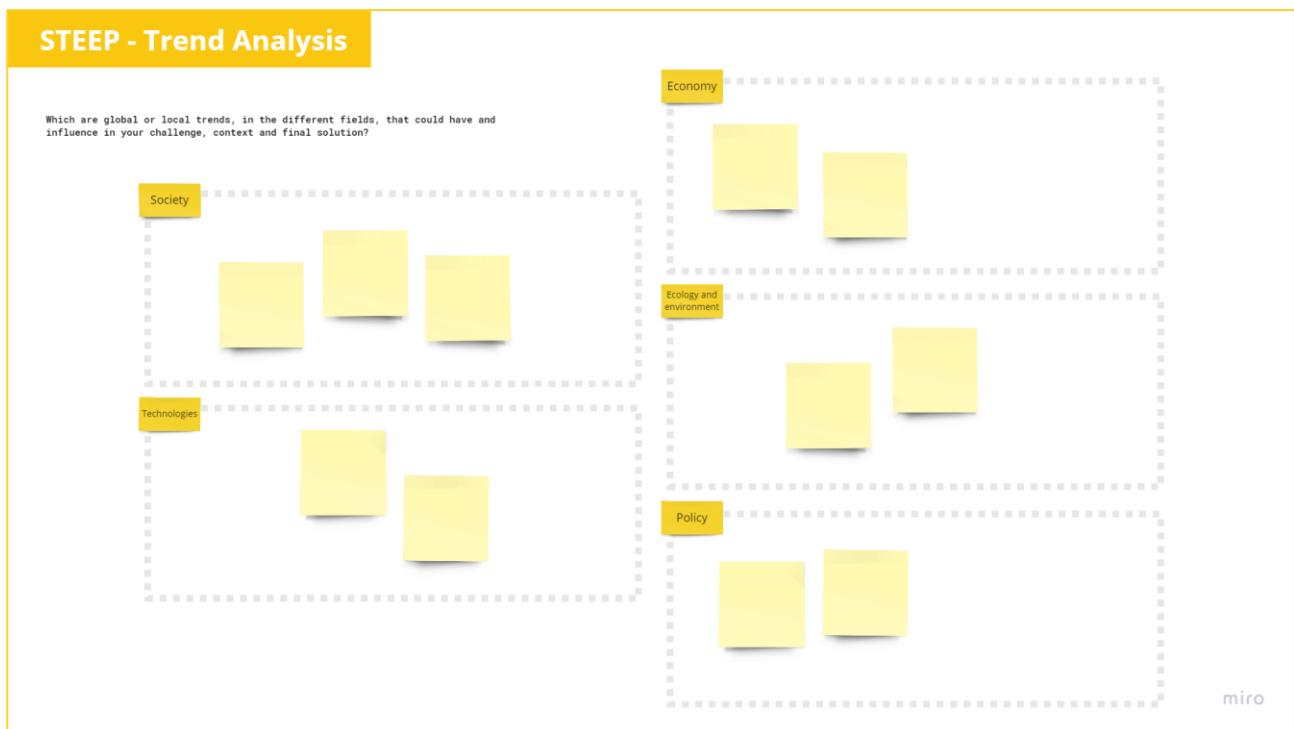 STEEP - Trend Analysis
Which are global or local trends, in the different fields, that could have and
influence in your challenge, context and final solution?
Society
Technologies
Economy
Ecology and
environment
Policy
miro